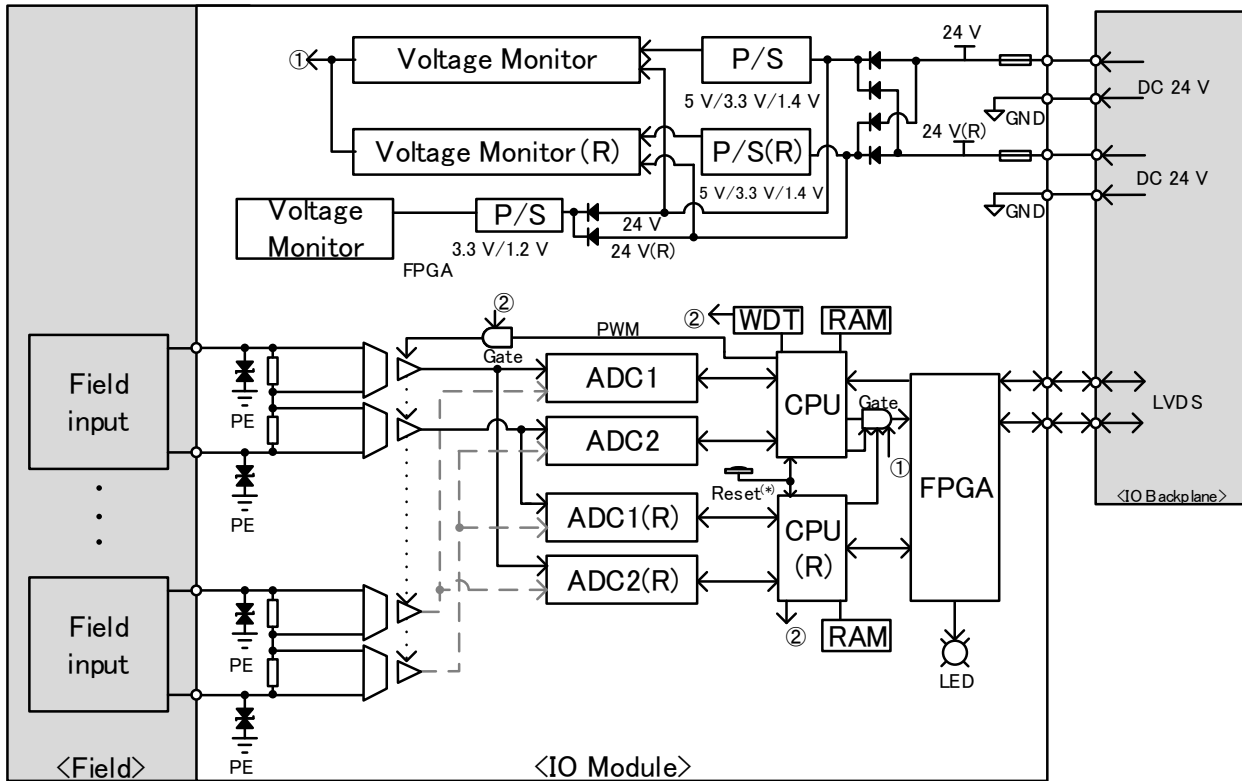 24 V
①
Voltage Monitor
P/S
DC 24 V
5 V/3.3 V/1.4 V
GND
24 V(R)
Voltage Monitor(R)
P/S(R)
DC 24 V
5 V/3.3 V/1.4 V
GND
Voltage
Monitor
P/S
24 V
3.3 V/1.2 V
24 V(R)
FPGA
②
②
WDT
RAM
PWM
Gate
Field
input
ADC1
CPU
Gate
LVDS
PE
ADC2
①
PE
Reset(*)
FPGA
<IO Backplane>
ADC1(R)
CPU
(R)
ADC2(R)
Field
input
②
RAM
PE
LED
PE
<Field>
<IO Module>